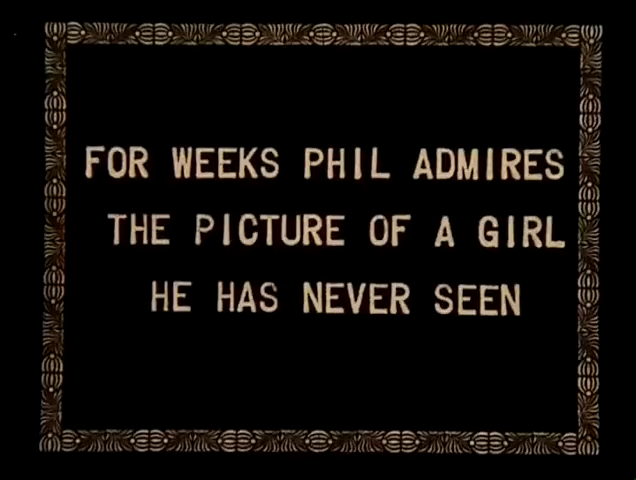 FOR WEEKS PHIL ADMIRES
THE PICTURE OF A GIRL
HE HAS NEVER SEEN